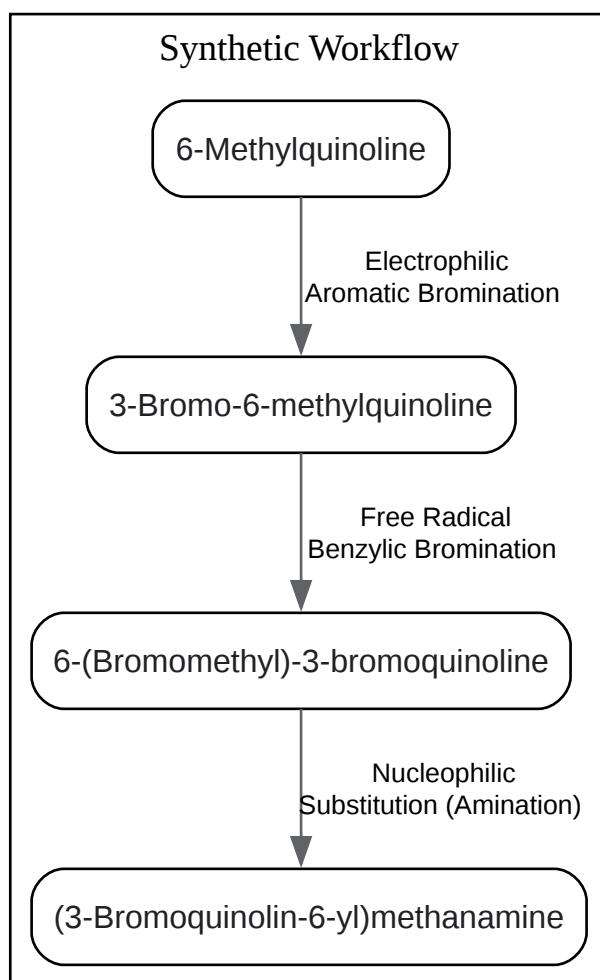 Synthetic Workflow
6-Methylquinoline
Electrophilic
Aromatic Bromination
3-Bromo-6-methylquinoline
Free Radical
Benzylic Bromination
6-(Bromomethyl)-3-bromoquinoline
Nucleophilic
Substitution (Amination)
(3-Bromoquinolin-6-yl)methanamine